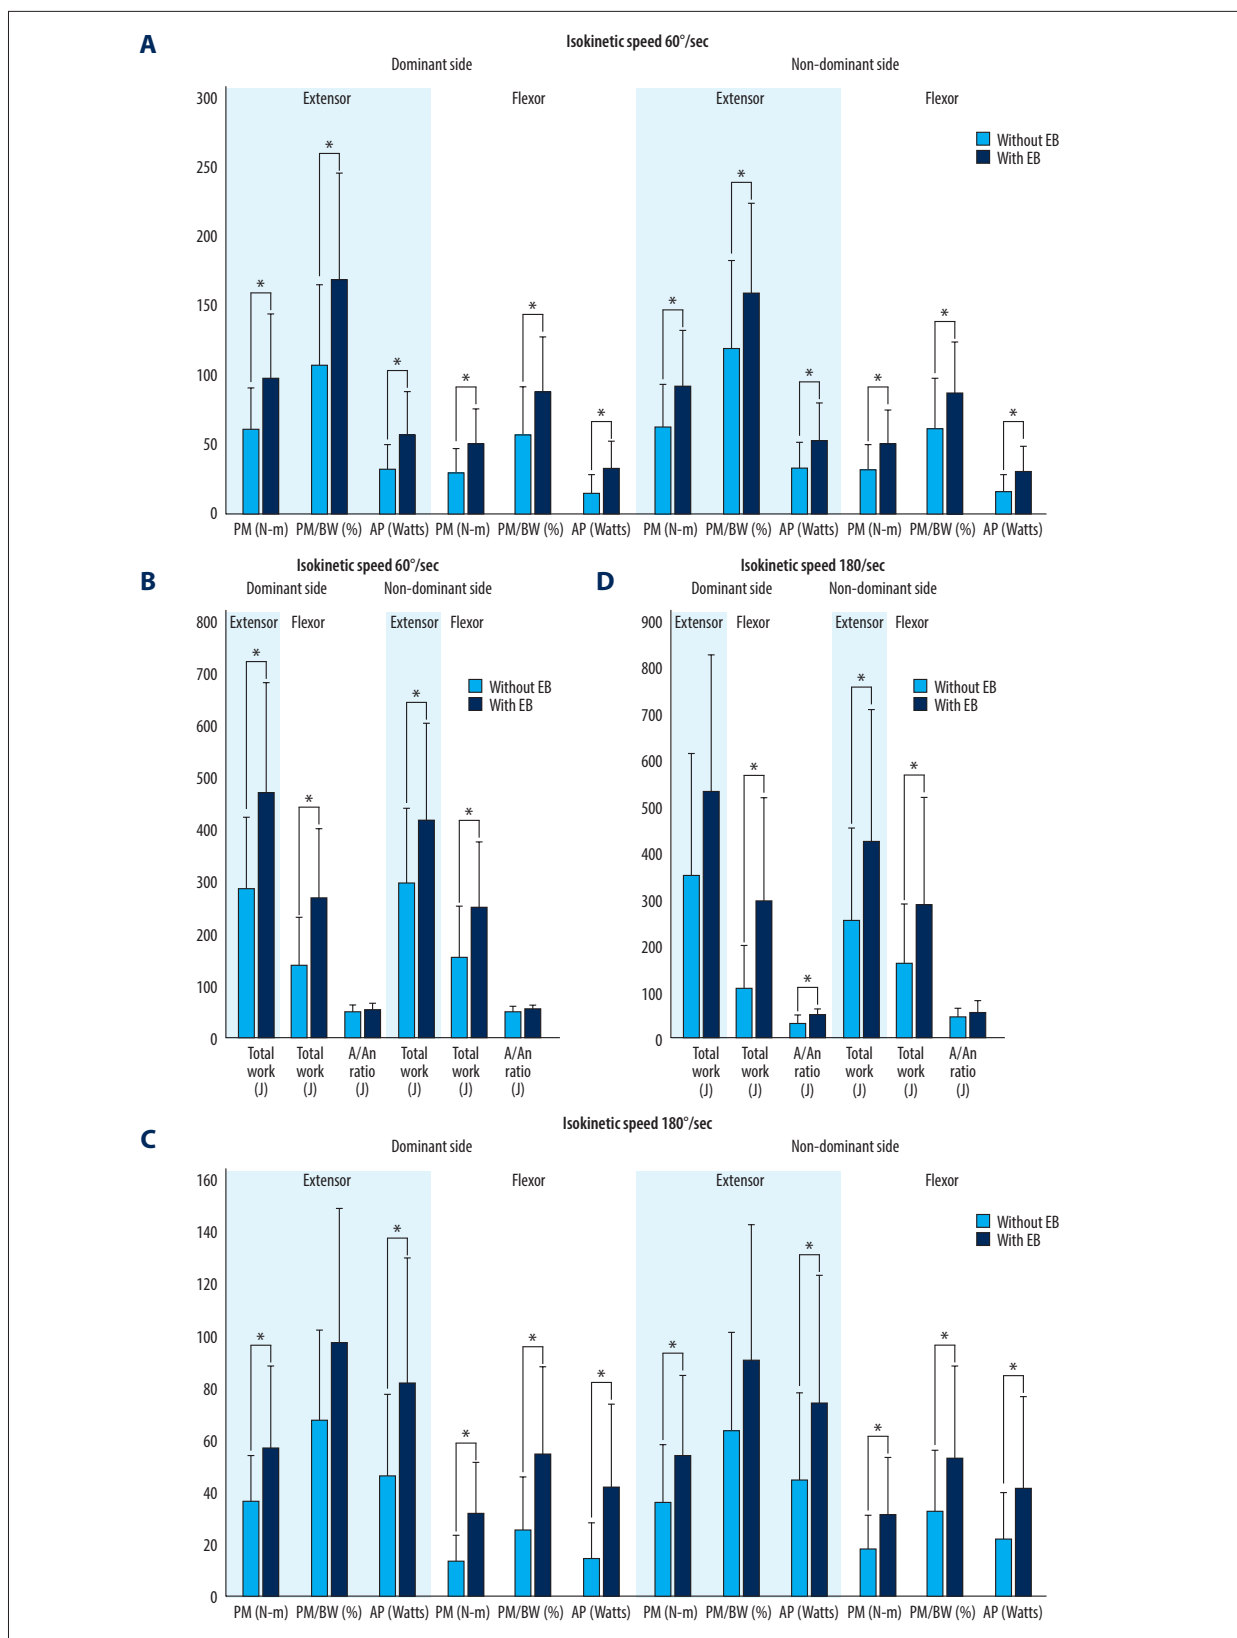 A
Isokinetic speed 60°/sec
Dominant side Non-dominant side
Extensor Flexor Extensor Flexor
Without EB
With EB
300
250
200
150
100
50
0
* * * * * * * * * * * *
PM (N-m) PM/BW (%) AP (Watts) PM (N-m) PM/BW (%) AP (Watts) PM (N-m) PM/BW (%) AP (Watts) PM (N-m) PM/BW (%) AP (Watts)
B
Isokinetic speed 60°/sec
Dominant side Non-dominant side
Extensor Flexor Extensor Flexor
Without EB
With EB
800
700
600
500
400
300
200
100
0
* * * *
Total Total A/An Total Total A/An
work work ratio work work ratio
(J) (J) (J) (J) (J) (J)
D
Isokinetic speed 180/sec
Dominant side Non-dominant side
Extensor Flexor Extensor Flexor
Without EB
With EB
900
800
700
600
500
400
300
200
100
0
* * * *
Total Total A/An Total Total A/An
work work ratio work work ratio
(J) (J) (J) (J) (J) (J)
C
Isokinetic speed 180°/sec
Dominant side Non-dominant side
Extensor Flexor Extensor Flexor
Without EB
With EB
160
140
120
100
80
60
40
20
0
* * * * * * * * * *
PM (N-m) PM/BW (%) AP (Watts) PM (N-m) PM/BW (%) AP (Watts) PM (N-m) PM/BW (%) AP (Watts) PM (N-m) PM/BW (%) AP (Watts)